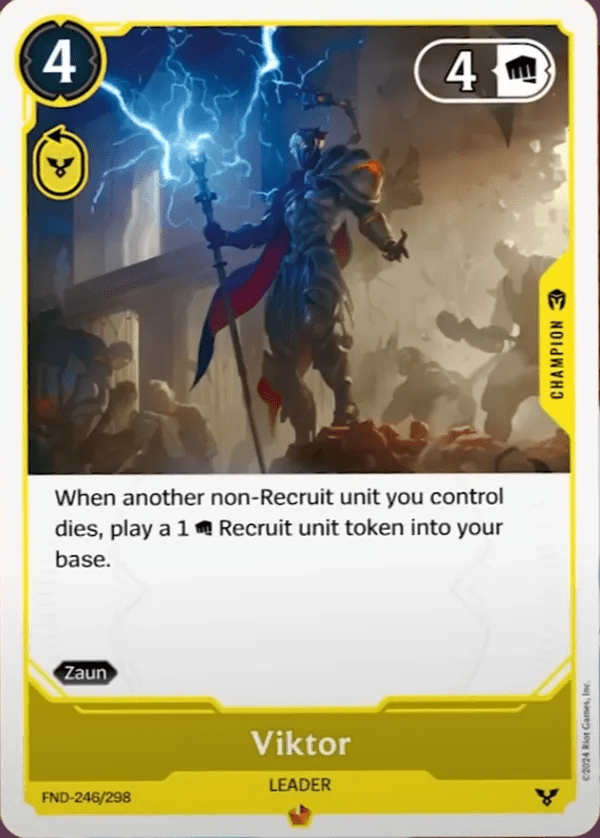 4
4
CHAMPION
When another non-Recruit unit you control
dies, play a 1 Recruit unit token into your
base.
Zaun
Viktor
LEADER
FND-246/298
©2024 Riot Games, Inc.